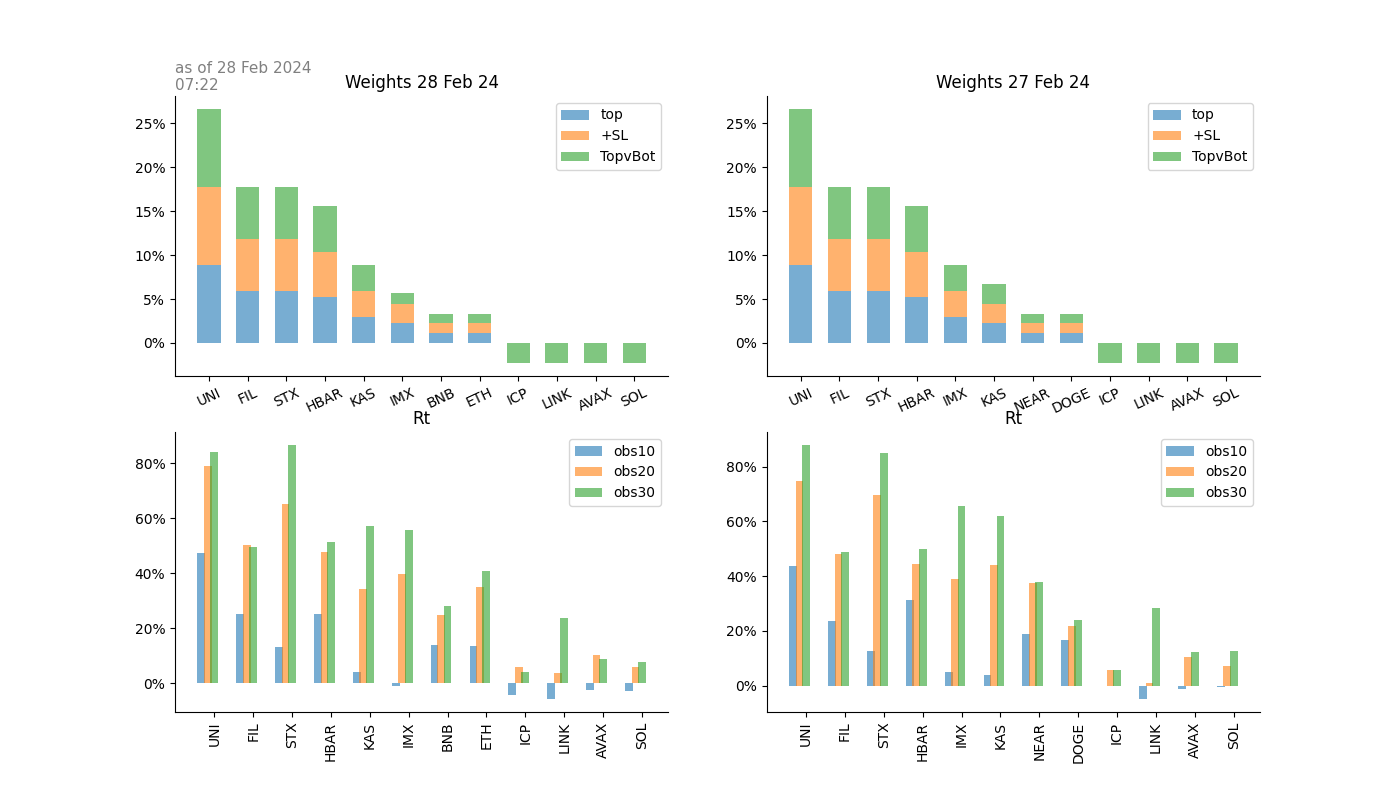 as of 28 Feb 2024
07:22
Weights 28 Feb 24
25%
20%
15%
10%
5%
0%
top
+SL
TopvBot
UNI
FIL
STX
HBAR
KAS
IMX
BNB
ETH
ICP
LINK
AVAX
SOL
Weights 27 Feb 24
25%
20%
15%
10%
5%
0%
top
+SL
TopvBot
UNI
FIL
STX
HBAR
IMX
KAS
NEAR
DOGE
ICP
LINK
AVAX
SOL
Rt
80%
60%
40%
20%
0%
obs10
obs20
obs30
UNI
FIL
STX
HBAR
KAS
IMX
BNB
ETH
ICP
LINK
AVAX
SOL
Rt
80%
60%
40%
20%
0%
obs10
obs20
obs30
UNI
FIL
STX
HBAR
IMX
KAS
NEAR
DOGE
ICP
LINK
AVAX
SOL